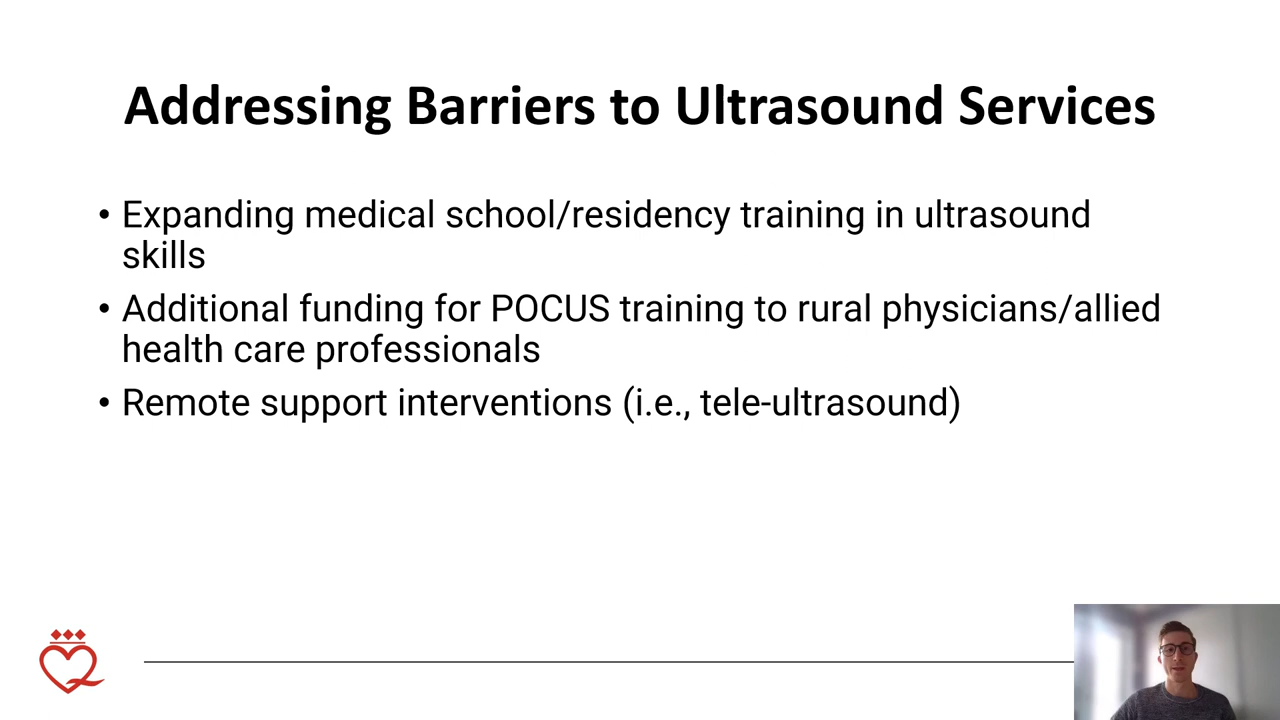 Addressing Barriers to Ultrasound Services
• Expanding medical school/residency training in ultrasound
skills
• Additional funding for POCUS training to rural physicians/allied
health care professionals
• Remote support interventions (i.e., tele-ultrasound)